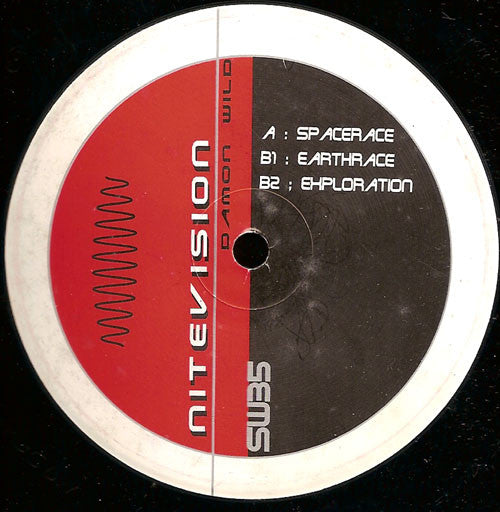 A : SPACERACE
B1 : EARTHRACE
B2 ; EXPLORATION
NITEVISION
DAMON WILD
SW35